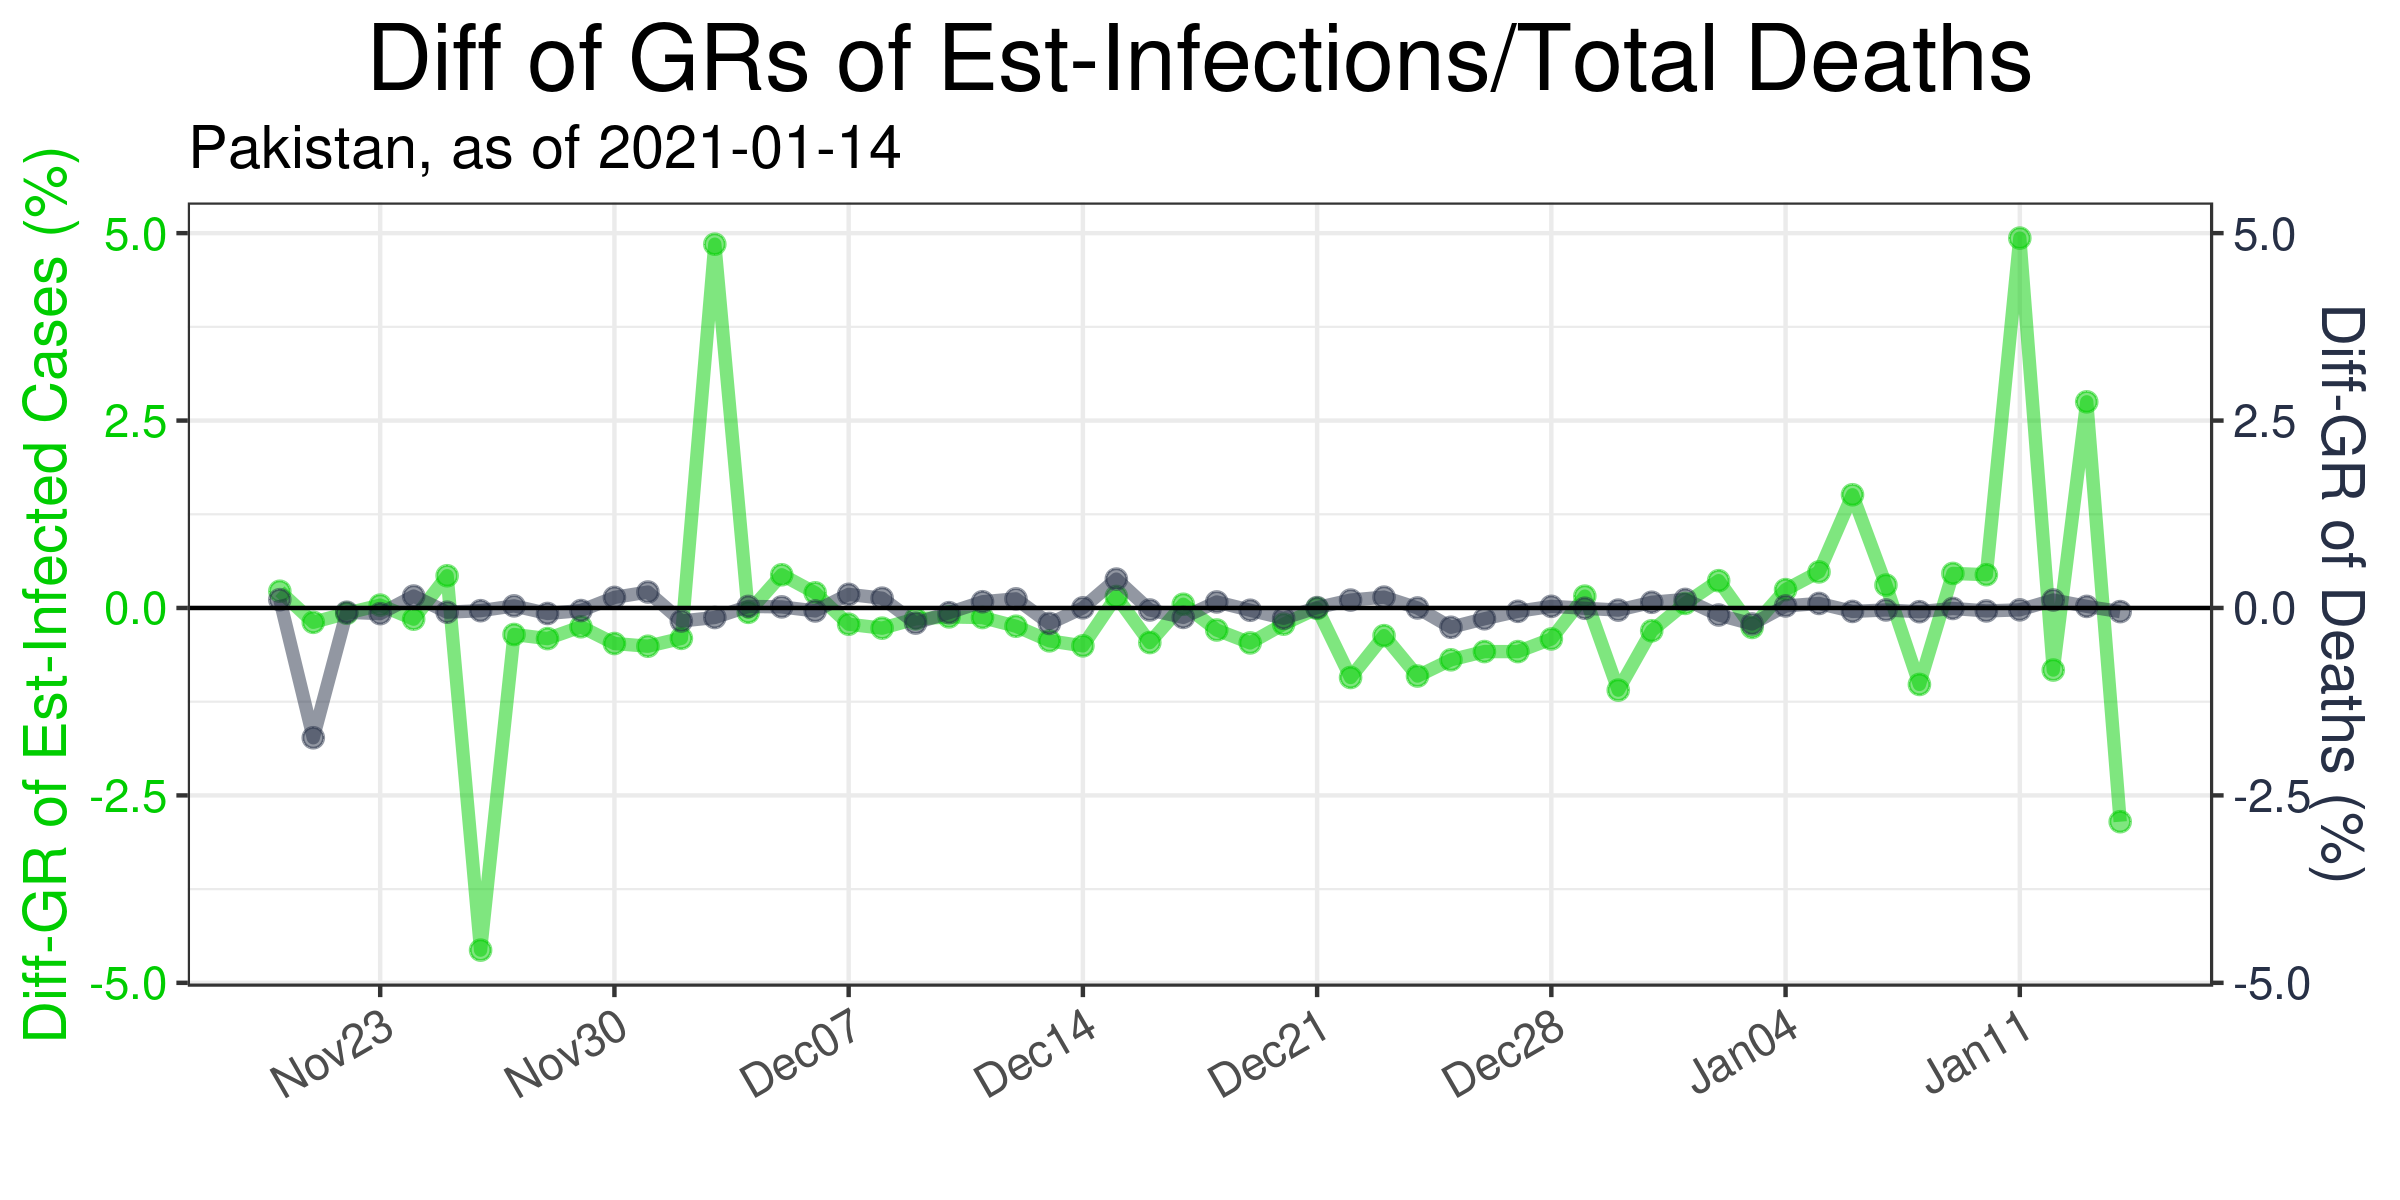 Diff of GRs of Est-Infections/Total Deaths
Pakistan, as of 2021-01-14
Diff-GR of Est-Infected Cases (%)
5.0
2.5
0.0
-2.5
-5.0
5.0
2.5
0.0
-2.5
-5.0
Diff-GR of Deaths (%)
Nov23
Nov30
Dec07
Dec14
Dec21
Dec28
Jan04
Jan11